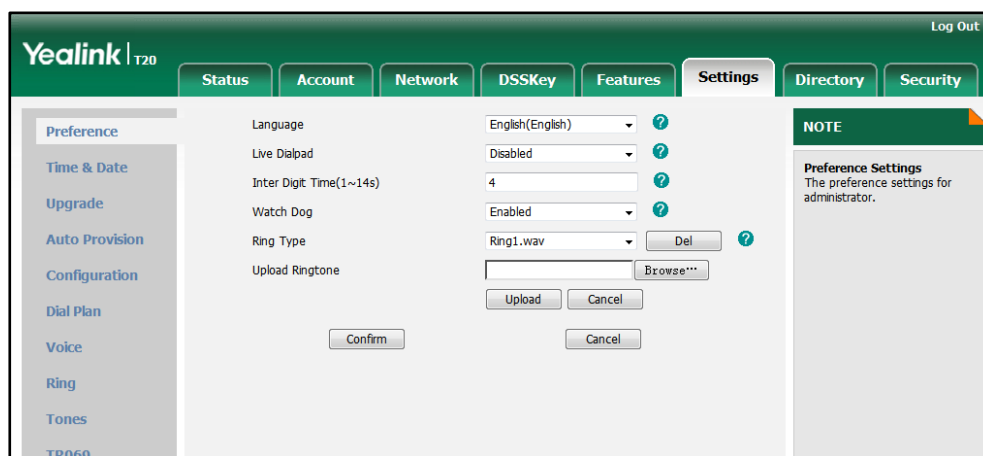 Log Out
Yealink T20
Status Account Network DSSKey Features Settings Directory Security
Preference
Time & Date
Upgrade
Auto Provision
Configuration
Dial Plan
Voice
Ring
Tones
TR069
Language English(English) ?
Live Dialpad Disabled ?
Inter Digit Time(1~14s) 4 ?
Watch Dog Enabled ?
Ring Type Ring1.wav Del ?
Upload Ringtone Browse...
Upload Cancel
Confirm Cancel
NOTE
Preference Settings
The preference settings for
administrator.